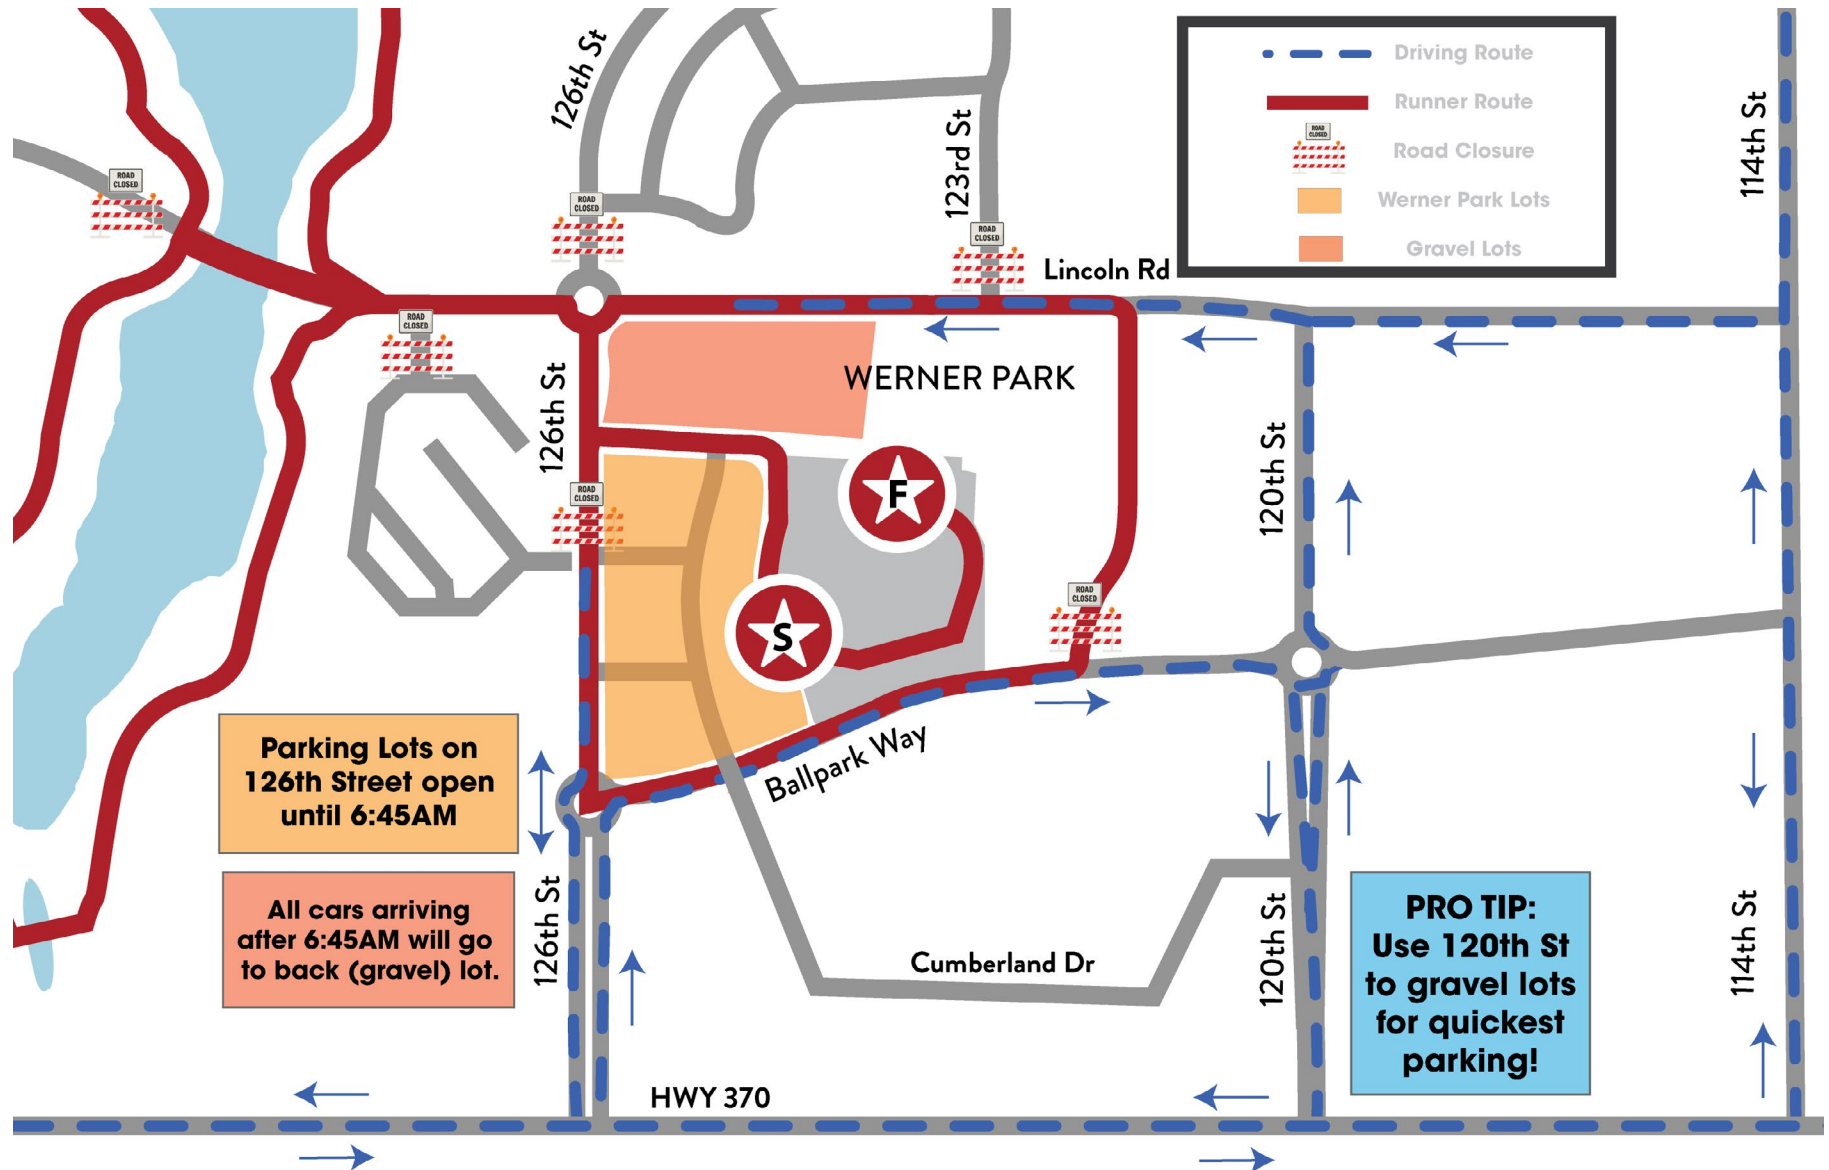 126th St
123rd St
114th St
Driving Route
Runner Route
ROAD
CLOSED
Road Closure
Werner Park Lots
Gravel Lots
ROAD
CLOSED
ROAD
CLOSED
ROAD
CLOSED
Lincoln Rd
ROAD
CLOSED
WERNER PARK
126th St
120th St
ROAD
CLOSED
F
S
ROAD
CLOSED
Ballpark Way
Parking Lots on
126th Street open
until 6:45AM
All cars arriving
after 6:45AM will go
to back (gravel) lot.
126th St
Cumberland Dr
120th St
PRO TIP:
Use 120th St
to gravel lots
for quickest
parking!
114th St
HWY 370